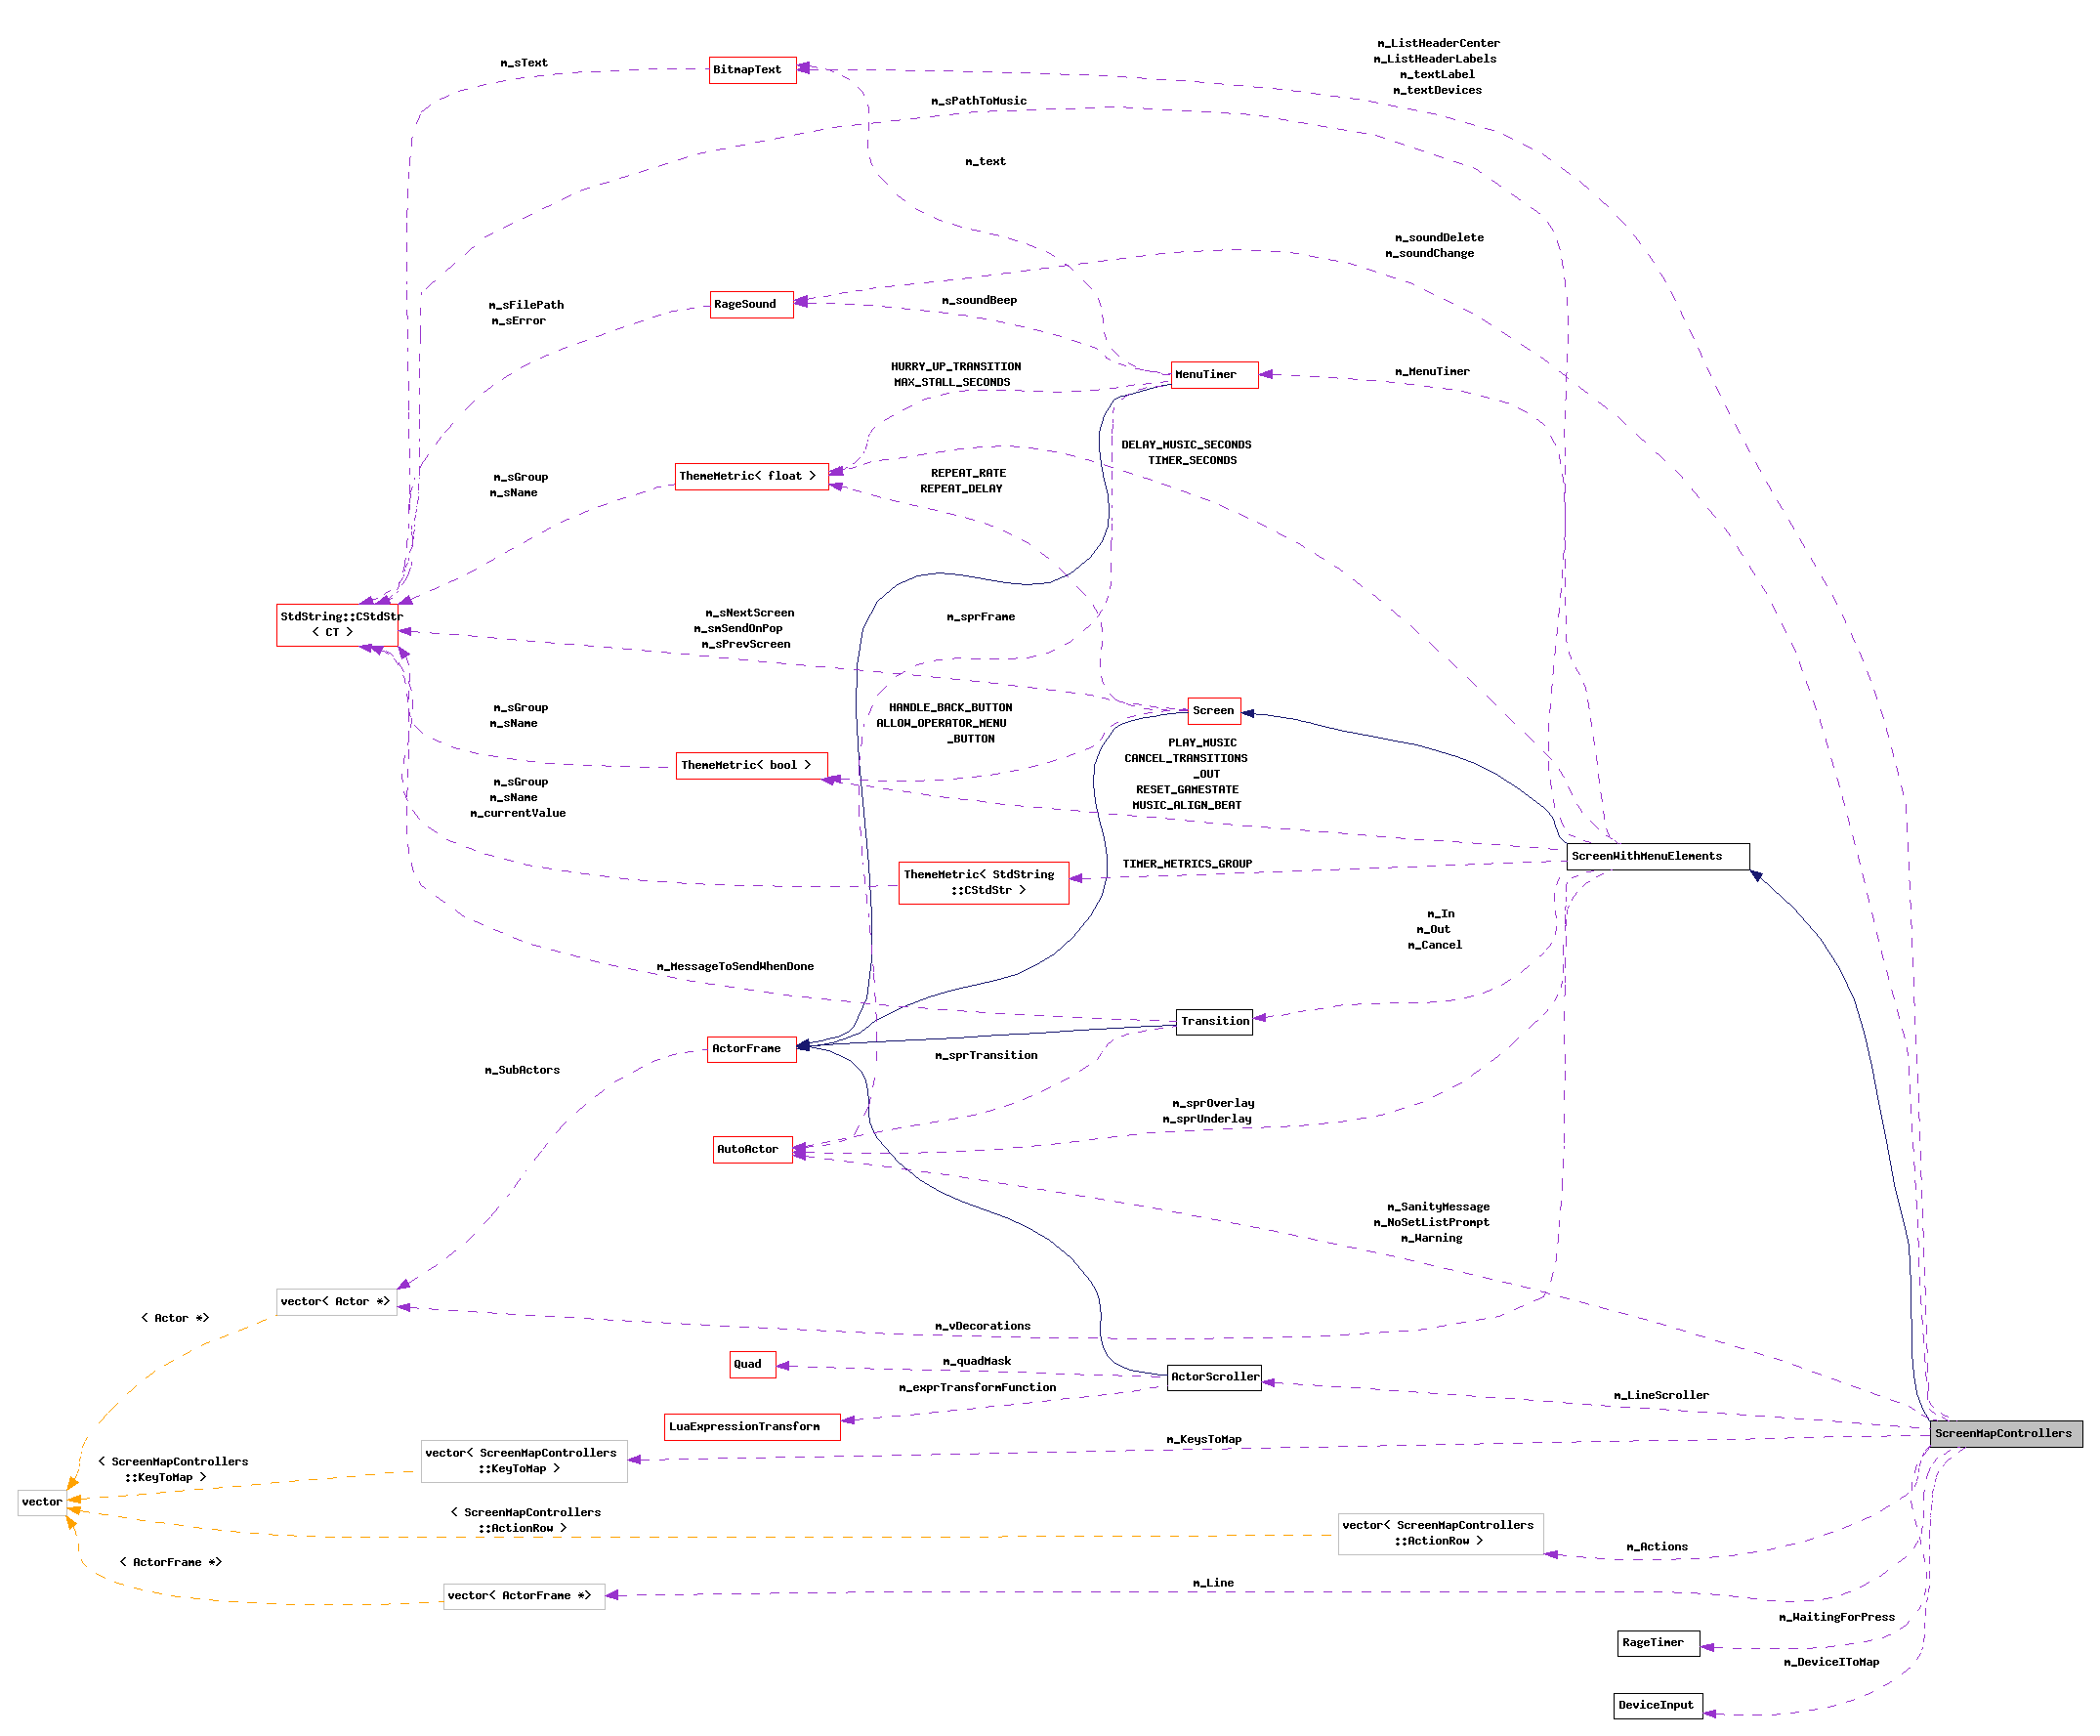 m_ListHeaderCenter
m_ListHeaderLabels
m_textLabel
m_textDevices
m_sText
BitmapText
m_sPathToMusic
m_text
m_soundDelete
m_soundChange
m_sFilePath
m_sError
RageSound
m_soundBeep
HURRY_UP_TRANSITION
MAX_STALL_SECONDS
MenuTimer
m_MenuTimer
DELAY_MUSIC_SECONDS
TIMER_SECONDS
m_sGroup
m_sName
ThemeMetric< float >
REPEAT_RATE
REPEAT_DELAY
StdString::CStdStr
< CT >
m_sNextScreen
m_smSendOnPop
m_sPrevScreen
m_sprFrame
m_sGroup
m_sName
HANDLE_BACK_BUTTON
ALLOW_OPERATOR_MENU
_BUTTON
Screen
ThemeMetric< bool >
PLAY_MUSIC
CANCEL_TRANSITIONS
_OUT
RESET_GAMESTATE
MUSIC_ALIGN_BEAT
m_sGroup
m_sName
m_currentValue
ScreenWithMenuElements
ThemeMetric< StdString
::CStdStr >
TIMER_METRICS_GROUP
m_In
m_Out
m_Cancel
m_MessageToSendWhenDone
Transition
ActorFrame
m_sprTransition
m_SubActors
m_sprOverlay
m_sprUnderlay
AutoActor
m_SanityMessage
m_NoSetListPrompt
m_Warning
vector< Actor *>
< Actor *>
m_vDecorations
Quad
m_quadMask
ActorScroller
m_exprTransformFunction
m_LineScroller
LuaExpressionTransform
ScreenMapControllers
vector< ScreenMapControllers
::KeyToMap >
m_KeysToMap
< ScreenMapControllers
::KeyToMap >
vector
< ScreenMapControllers
::ActionRow >
vector< ScreenMapControllers
::ActionRow >
m_Actions
< ActorFrame *>
vector< ActorFrame *>
m_Line
m_WaitingForPress
RageTimer
m_DeviceIToMap
DeviceInput